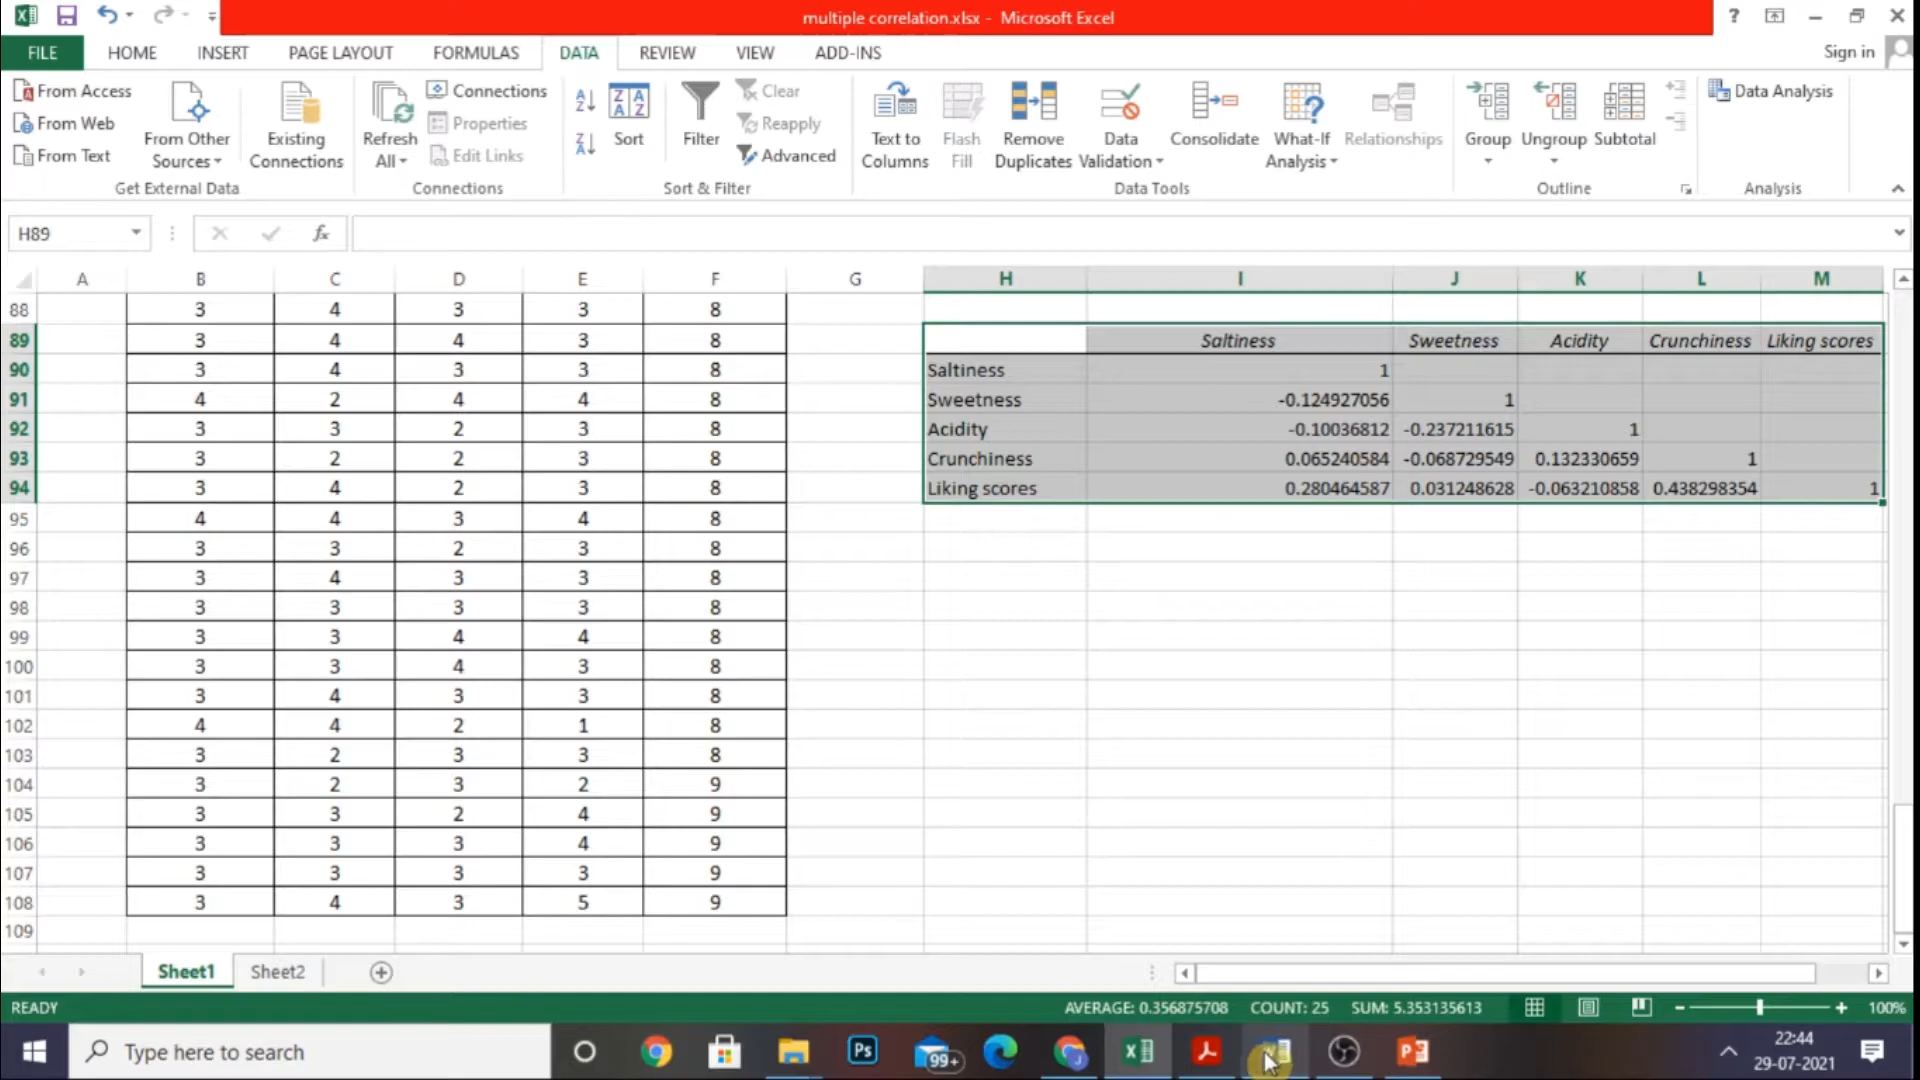 multiple correlation.xlsx - Microsoft Excel
?
FILE HOME INSERT PAGE LAYOUT FORMULAS DATA REVIEW VIEW ADD-INS Sign in
From Access
From Web
From Text
From Other Sources
Existing Connections
Get External Data
Refresh All
Connections
Properties
Edit Links
Connections
Sort
Filter
Clear
Reapply
Advanced
Sort & Filter
Text to Columns
Flash Fill
Remove Duplicates
Data Validation
Consolidate
What-If Analysis
Relationships
Data Tools
Group
Ungroup
Subtotal
Outline
Data Analysis
Analysis
H89 fx
A B C D E F G H I J K L M
88 3 4 3 3 8
89 3 4 4 3 8 Saltiness Sweetness Acidity Crunchiness Liking scores
90 3 4 3 3 8 Saltiness 1
91 4 2 4 4 8 Sweetness -0.124927056 1
92 3 3 2 3 8 Acidity -0.10036812 -0.237211615 1
93 3 2 2 3 8 Crunchiness 0.065240584 -0.068729549 0.132330659 1
94 3 4 2 3 8 Liking scores 0.280464587 0.031248628 -0.063210858 0.438298354 1
95 4 4 3 4 8
96 3 3 2 3 8
97 3 4 3 3 8
98 3 3 3 3 8
99 3 3 4 4 8
100 3 3 4 3 8
101 3 4 3 3 8
102 4 4 2 1 8
103 3 2 3 3 8
104 3 2 3 2 9
105 3 3 2 4 9
106 3 3 3 4 9
107 3 3 3 3 9
108 3 4 3 5 9
109
Sheet1 Sheet2
READY AVERAGE: 0.356875708 COUNT: 25 SUM: 5.353135613 100%
Type here to search Ps 99+ 22:44
29-07-2021